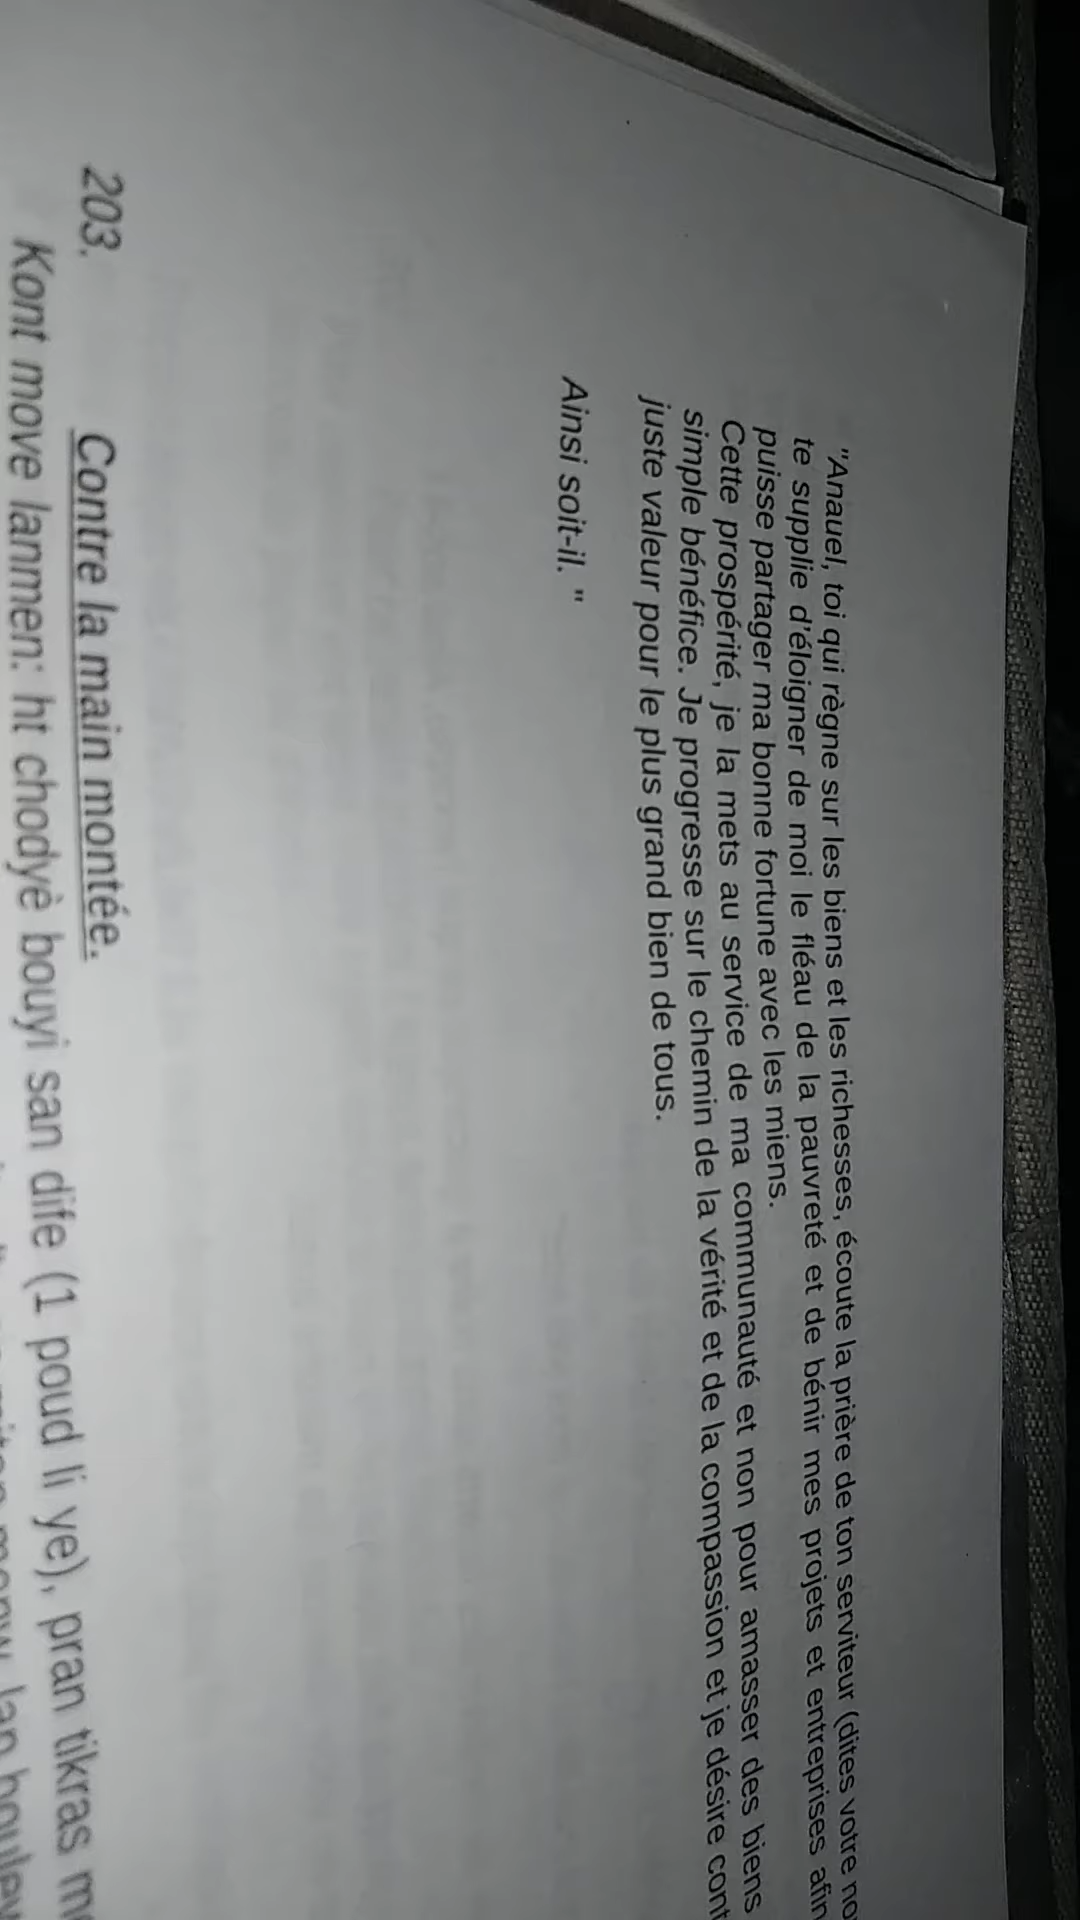 "Anauel, toi qui règne sur les biens et les richesses, écoute la prière de ton serviteur (dites votre
te supplie d'éloigner de moi le fléau de la pauvreté et de bénir mes projets et entreprises afin
puisse partager ma bonne fortune avec les miens.
Cette prospérité, je la mets au service de ma communauté et non pour amasser des biens
simple bénéfice. Je progresse sur le chemin de la vérité et de la compassion et je désire
juste valeur pour le plus grand bien de tous.
Ainsi soit-il. "
203. Contre la main montée.
Kont move lanmen: ht chodyè bouyi san dife (1 poud li ye), pran tikras